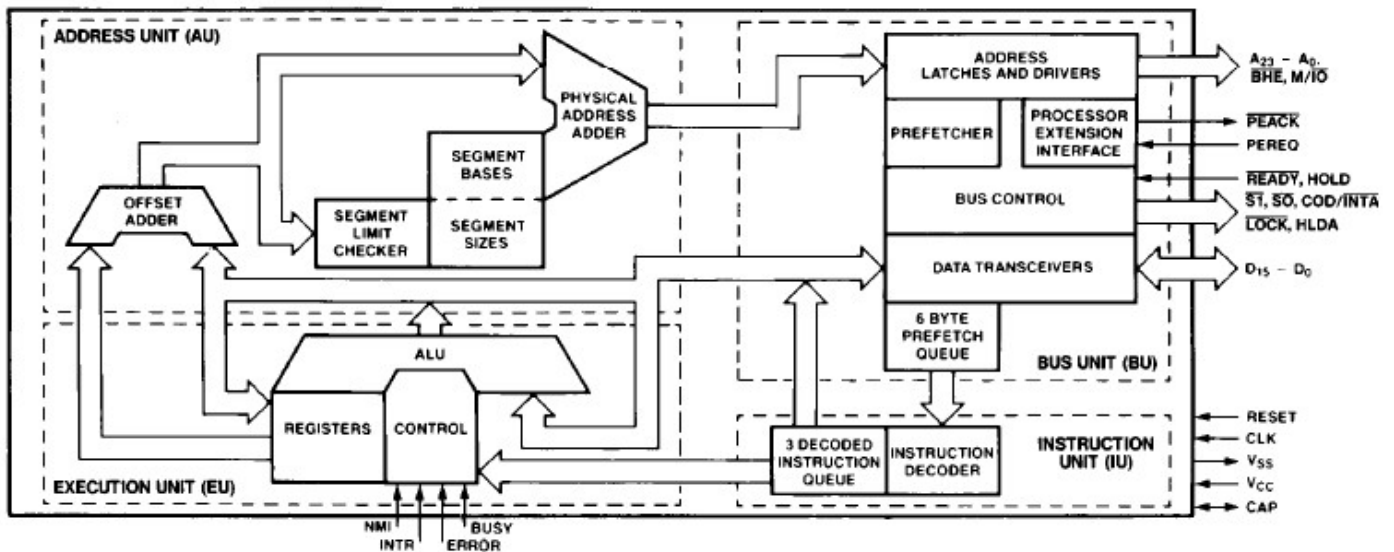 ADDRESS UNIT (AU)
OFFSET
ADDER
SEGMENT
LIMIT
CHECKER
SEGMENT
BASES
SEGMENT
SIZES
PHYSICAL
ADDRESS
ADDER
ADDRESS
LATCHES AND DRIVERS
PREFETCHER
PROCESSOR
EXTENSION
INTERFACE
BUS CONTROL
DATA TRANSCEIVERS
6 BYTE
PREFETCH
QUEUE
BUS UNIT (BU)
A23 – A0,
BHE, M/IO
PEACK
PEREQ
READY, HOLD
S1, S0, COD/INTA
LOCK, HLDA
D15 – D0
ALU
REGISTERS
CONTROL
EXECUTION UNIT (EU)
NMI
INTR
BUSY
ERROR
3 DECODED
INSTRUCTION
QUEUE
INSTRUCTION
DECODER
INSTRUCTION
UNIT (IU)
RESET
CLK
VSS
VCC
CAP